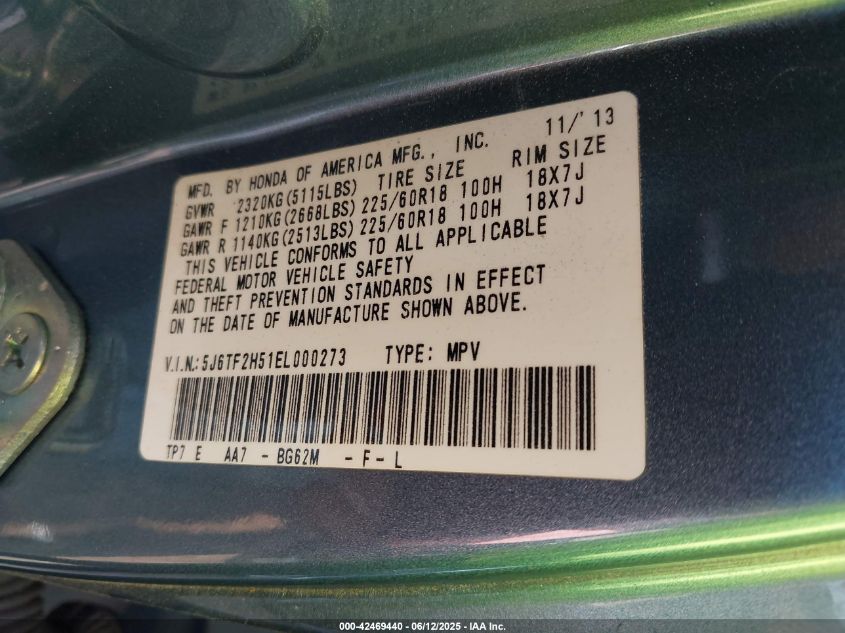 11/'13
MFD. BY HONDA OF AMERICA MFG., INC.
GVWR 2320KG(5115LBS) TIRE SIZE RIM SIZE
GAWR F 1210KG(2668LBS) 225/60R18 100H 18X7J
GAWR R 1140KG(2513LBS) 225/60R18 100H 18X7J
THIS VEHICLE CONFORMS TO ALL APPLICABLE
FEDERAL MOTOR VEHICLE SAFETY
AND THEFT PREVENTION STANDARDS IN EFFECT
ON THE DATE OF MANUFACTURE SHOWN ABOVE.
V.I.N.: 5J6TF2H51EL000273 TYPE: MPV
TP7 E AA7 - BG62M - F - L
000-42469440 - 06/12/2025 - IAA Inc.